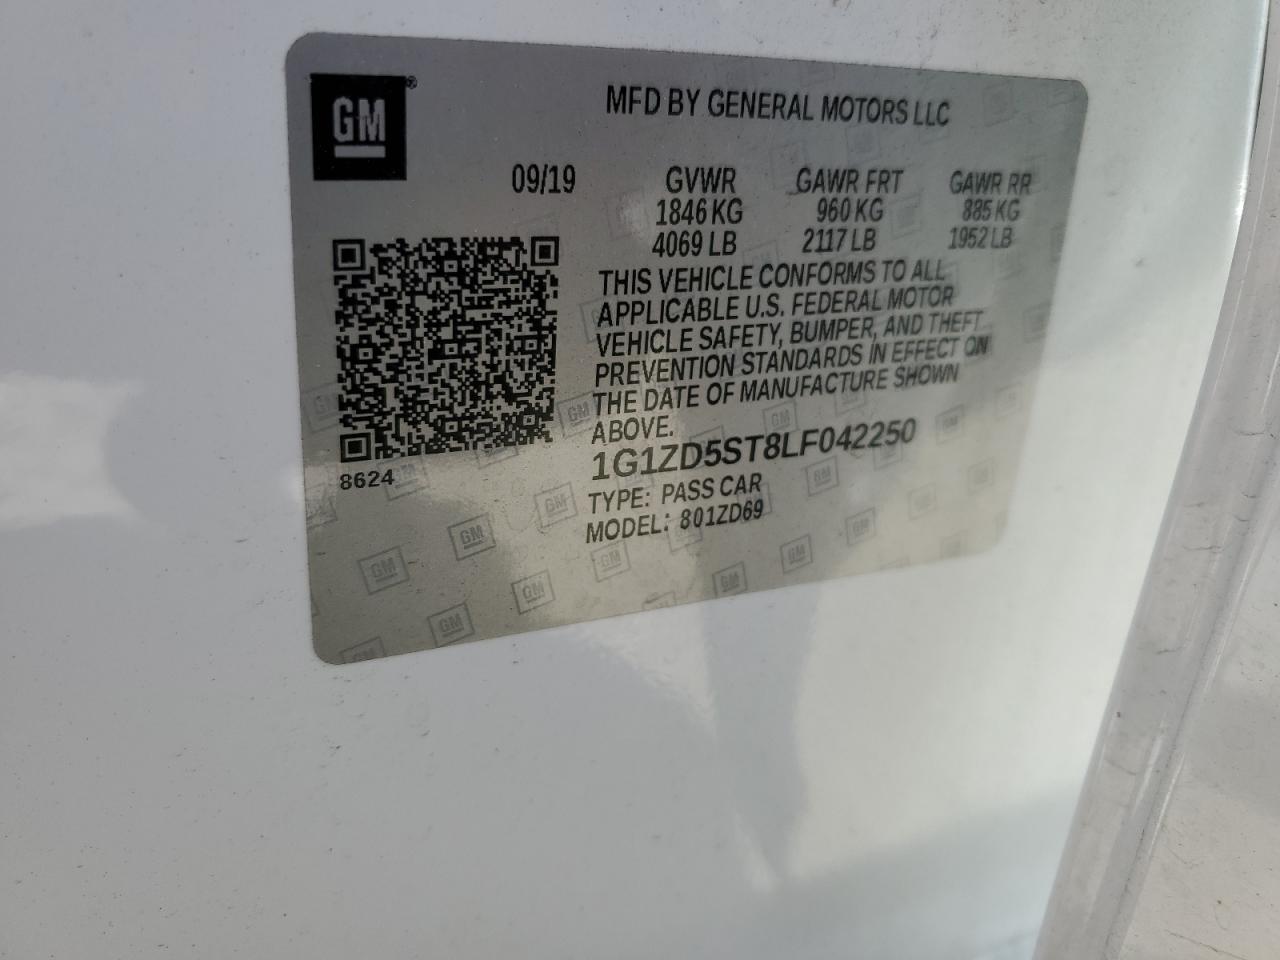 GM®
MFD BY GENERAL MOTORS LLC
09/19
GVWR
1846 KG
4069 LB
GAWR FRT
960 KG
2117 LB
GAWR RR
885 KG
1952 LB
THIS VEHICLE CONFORMS TO ALL
APPLICABLE U.S. FEDERAL MOTOR
VEHICLE SAFETY, BUMPER, AND THEFT
PREVENTION STANDARDS IN EFFECT ON
THE DATE OF MANUFACTURE SHOWN
ABOVE.
1G1ZD5ST8LF042250
TYPE: PASS CAR
MODEL: 801ZD69
8624